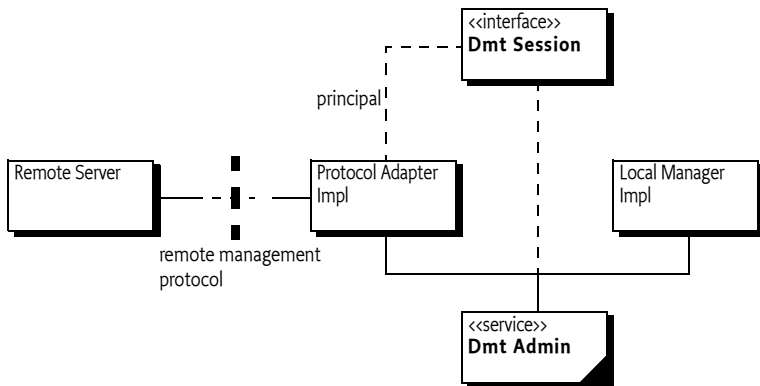 <<interface>>
Dmt Session
principal
Remote Server
Protocol Adapter
Impl
Local Manager
Impl
remote management
protocol
<<service>>
Dmt Admin